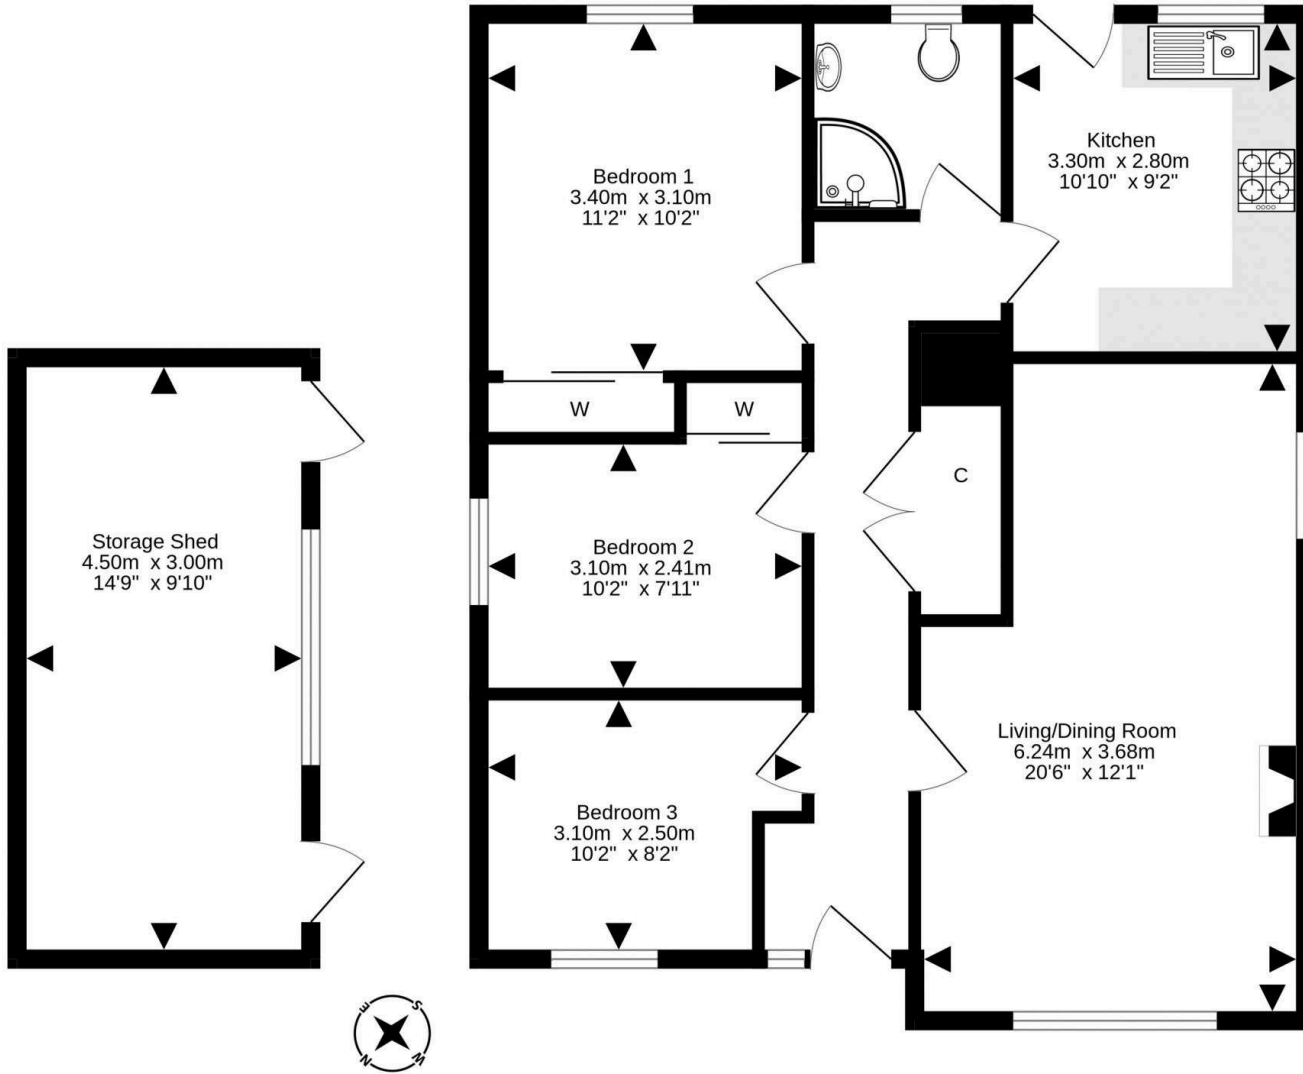 Bedroom 1
3.40m x 3.10m
11'2" x 10'2"
Kitchen
3.30m x 2.80m
10'10" x 9'2"
W
W
C
Storage Shed
4.50m x 3.00m
14'9" x 9'10"
Bedroom 2
3.10m x 2.41m
10'2" x 7'11"
Living/Dining Room
6.24m x 3.68m
20'6" x 12'1"
Bedroom 3
3.10m x 2.50m
10'2" x 8'2"
E
S
N
W